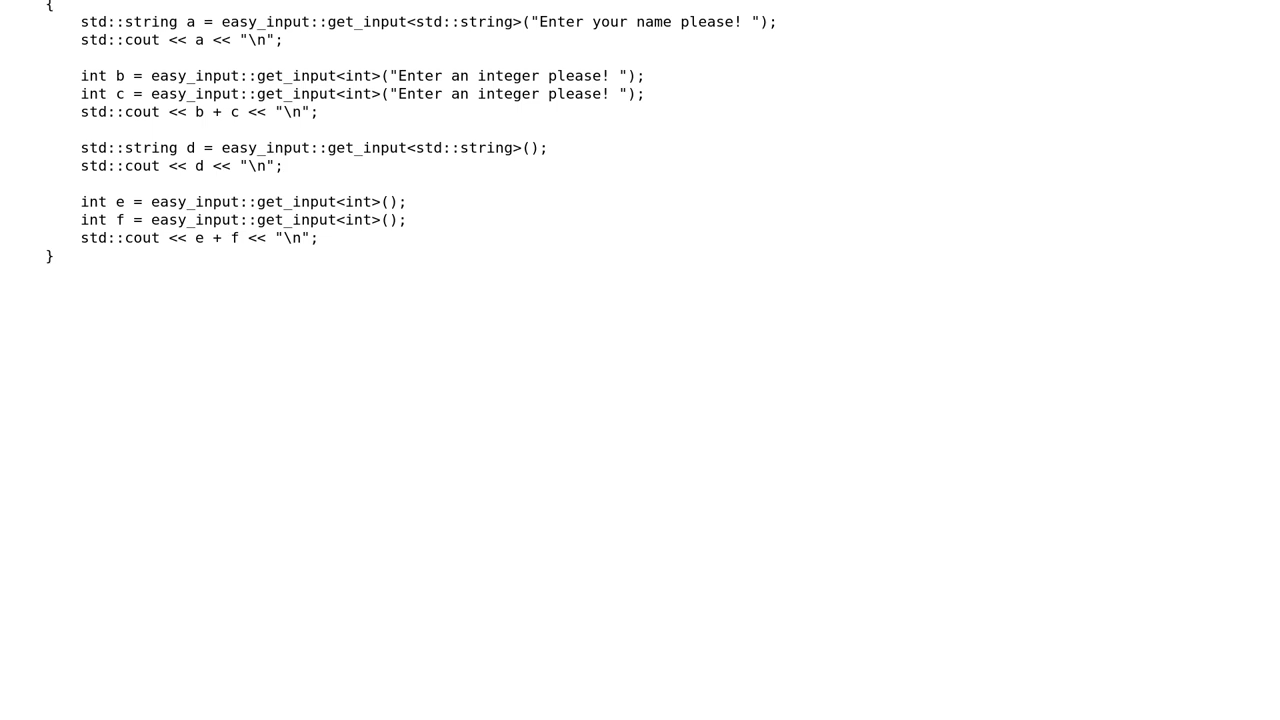 {
    std::string a = easy_input::get_input<std::string>("Enter your name please! ");
    std::cout << a << "\n";

    int b = easy_input::get_input<int>("Enter an integer please! ");
    int c = easy_input::get_input<int>("Enter an integer please! ");
    std::cout << b + c << "\n";

    std::string d = easy_input::get_input<std::string>();
    std::cout << d << "\n";

    int e = easy_input::get_input<int>();
    int f = easy_input::get_input<int>();
    std::cout << e + f << "\n";
}